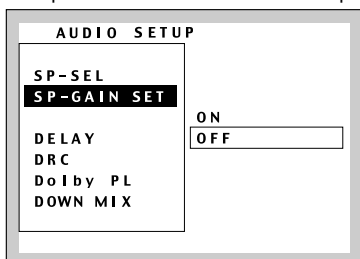 AUDIO SETUP
SP-SEL
SP-GAIN SET
ON
OFF
DELAY
DRC
Dolby PL
DOWN MIX